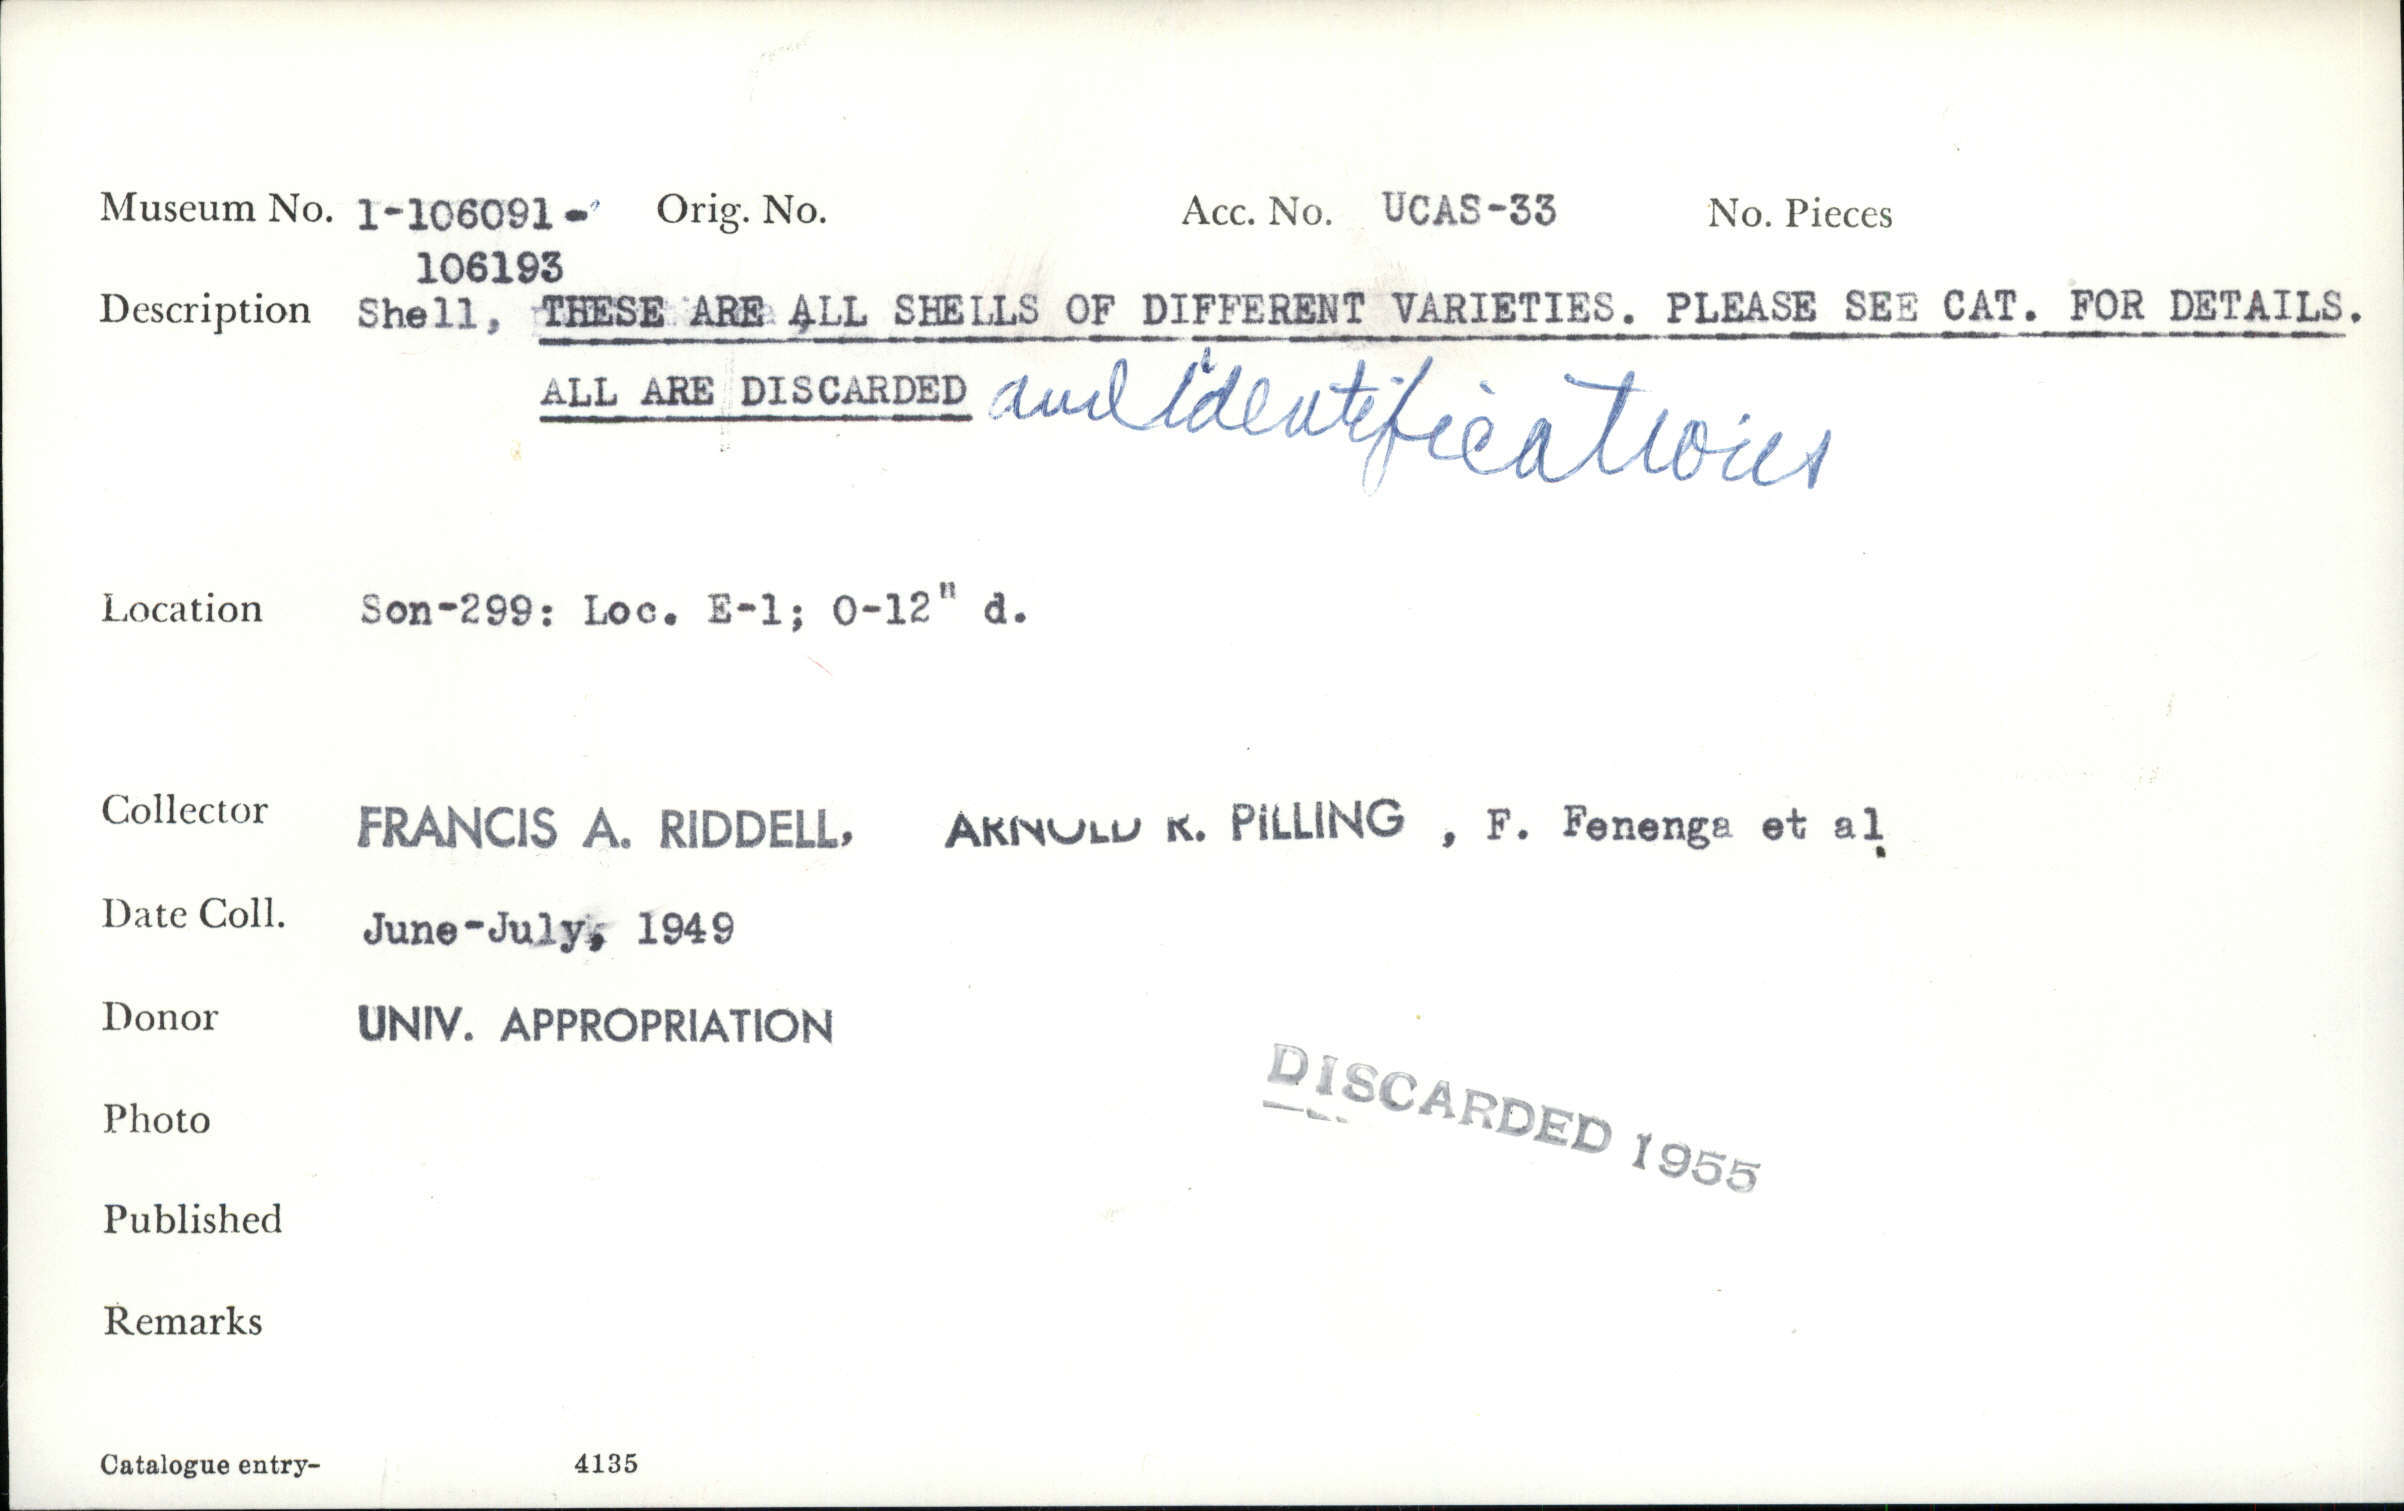 Museum No. 1-106091- Orig. No. Acc. No. UCAS-33 No. Pieces
106193
Description Shell, THESE ARE ALL SHELLS OF DIFFERENT VARIETIES. PLEASE SEE CAT. FOR DETAILS.
ALL ARE DISCARDED and identifications
Location Son-299: Loc. E-1; 0-12" d.
Collector FRANCIS A. RIDDELL, ARNOLD K. PILLING , F. Fenenga et al.
Date Coll. June-July, 1949
Donor UNIV. APPROPRIATION
DISCARDED 1955
Photo
Published
Remarks
Catalogue entry- 4135